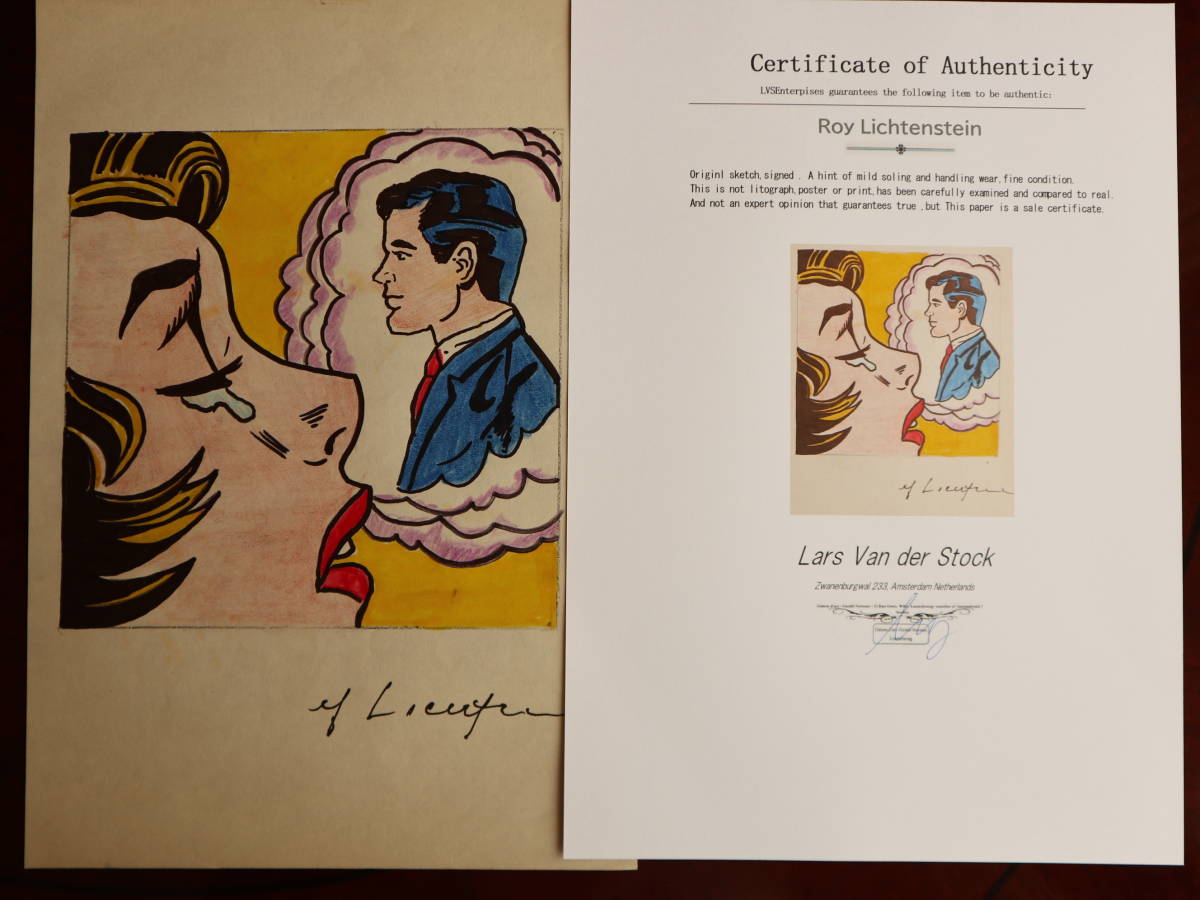 Certificate of Authenticity
LVSEnterpises guarantees the following item to be authentic:
Roy Lichtenstein
Originl sketch,signed . A hint of mild soling and handling wear,fine condition.
This is not litograph,poster or print,has been carefully examined and compared to real.
And not an expert opinion that guarantees true ,but This paper is a sale certificate.
Lars Van der Stock
Zwanenburgwal 233, Amsterdam Netherlands